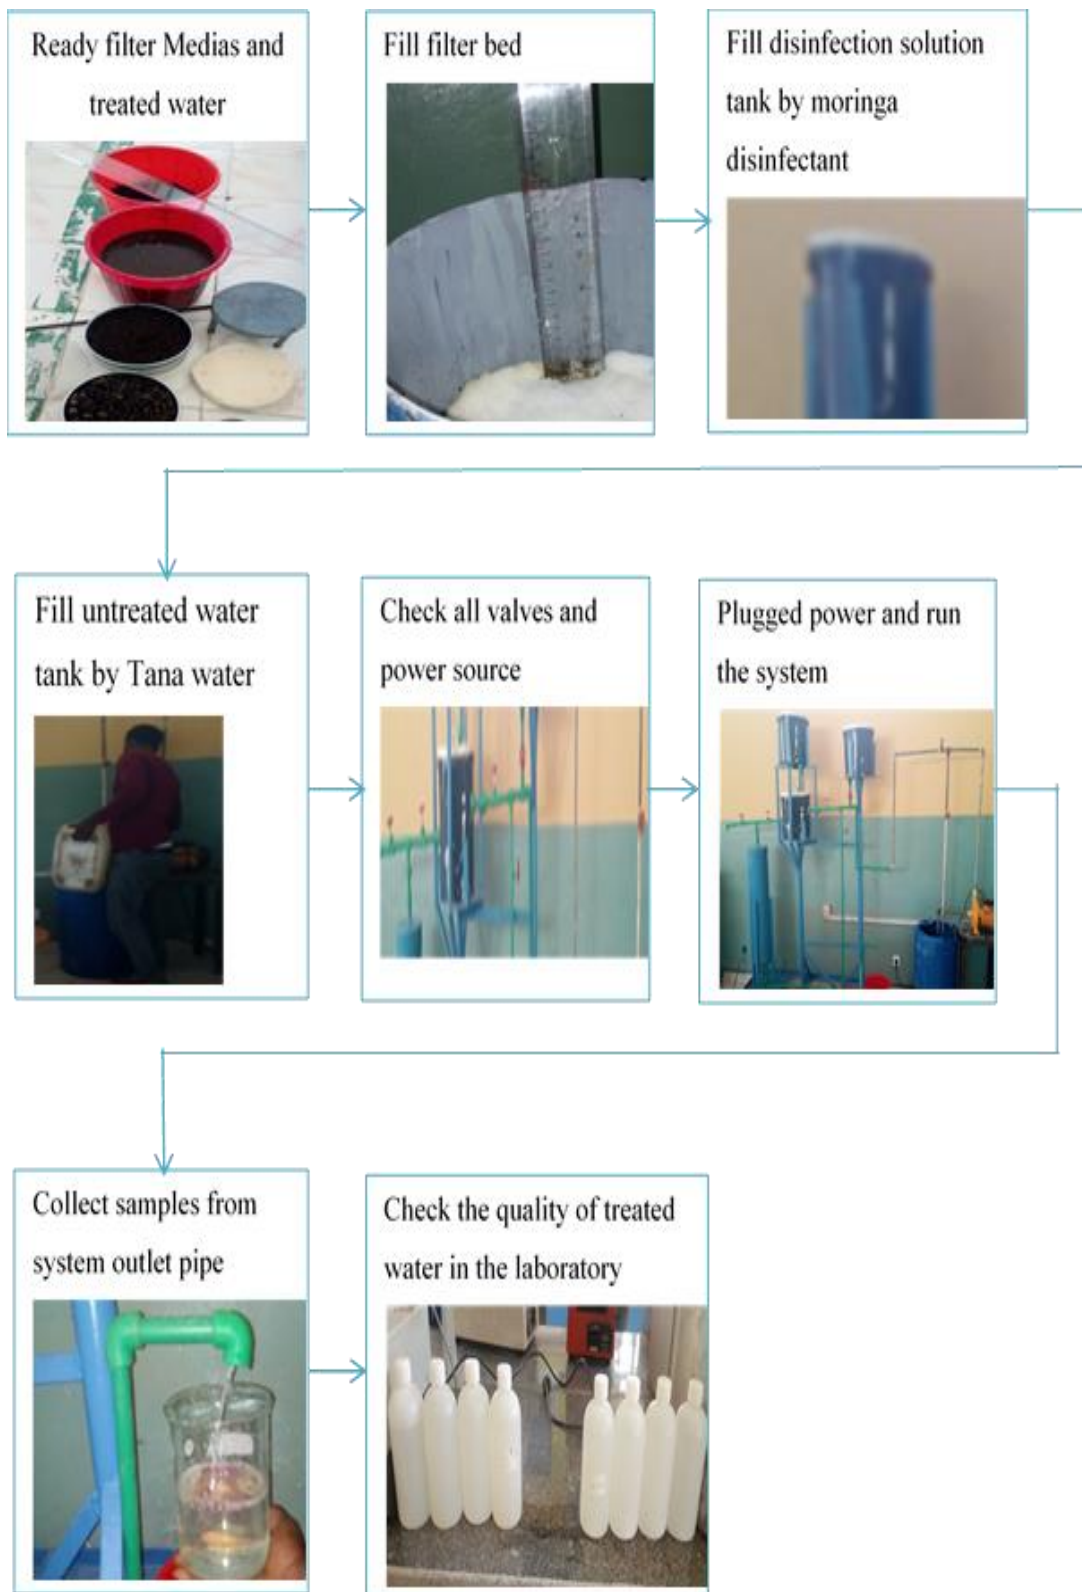 Ready filter Medias and
treated water
Fill filter bed
Fill disinfection solution
tank by moringa
disinfectant
Fill untreated water
tank by Tana water
Check all valves and
power source
Plugged power and run
the system
Collect samples from
system outlet pipe
Check the quality of treated
water in the laboratory